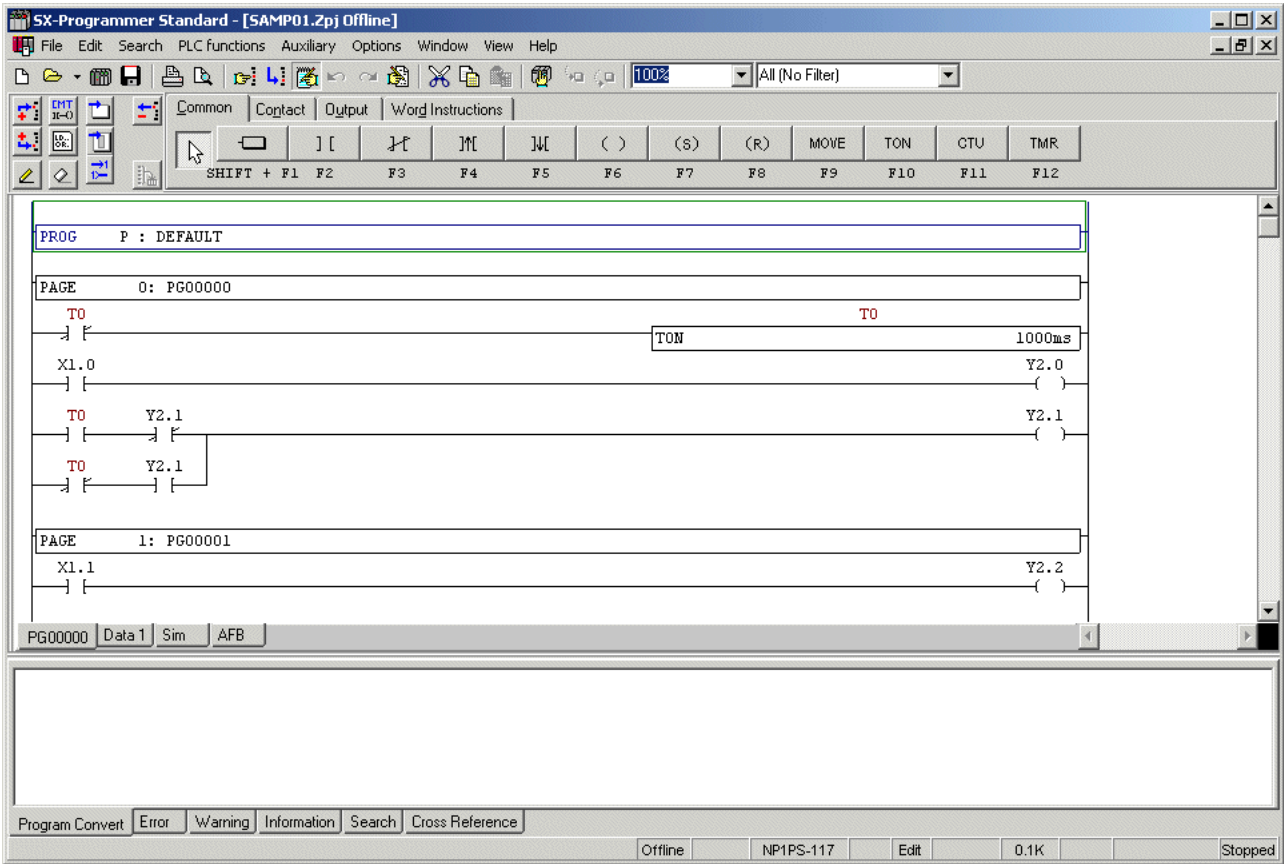 SX-Programmer Standard - [SAMP01.Zpj Offline]
File Edit Search PLC functions Auxiliary Options Window View Help
100% All (No Filter)
Common Contact Output Word Instructions
CMT
LD..
OR.
] [ ]↑[ ]↓[ ( ) (S) (R) MOVE TON CTU TMR
SHIFT + F1 F2 F3 F4 F5 F6 F7 F8 F9 F10 F11 F12
PROG P : DEFAULT
PAGE 0: PG00000
T0 T0
TON 1000ms
X1.0 Y2.0
T0 Y2.1 Y2.1
T0 Y2.1
PAGE 1: PG00001
X1.1 Y2.2
PG00000 Data 1 Sim AFB
Program Convert Error Warning Information Search Cross Reference
Offline NP1PS-117 Edit 0.1K Stopped